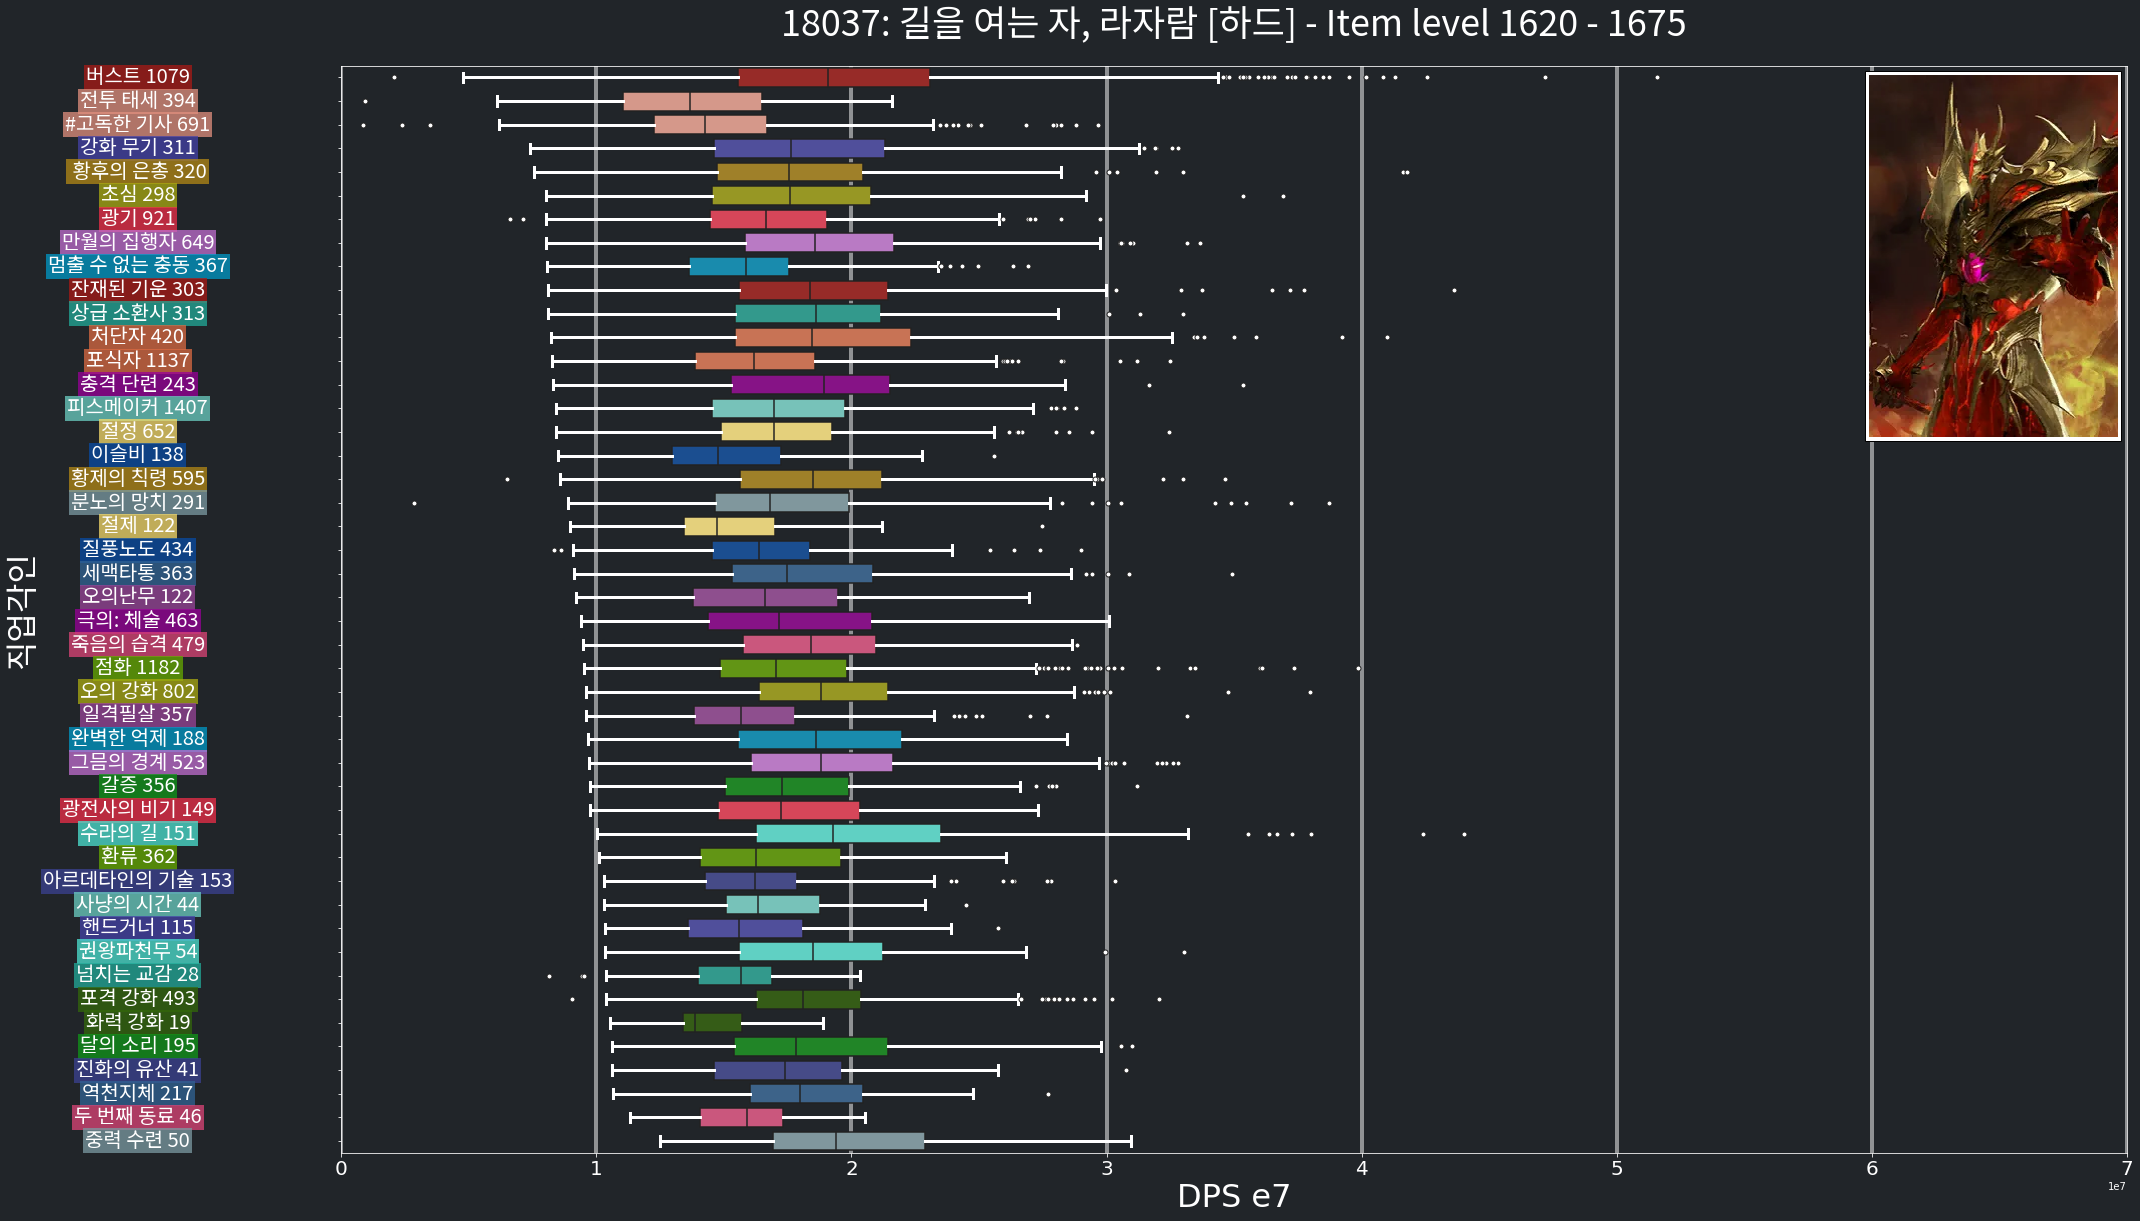 18037: 길을 여는 자, 라자람 [하드] - Item level 1620 - 1675
버스트 1079
전투 태세 394
#고독한 기사 691
강화 무기 311
황후의 은총 320
초심 298
광기 921
만월의 집행자 649
멈출 수 없는 충동 367
잔재된 기운 303
상급 소환사 313
처단자 420
포식자 1137
충격 단련 243
피스메이커 1407
절정 652
이슬비 138
황제의 칙령 595
분노의 망치 291
절제 122
질풍노도 434
세맥타통 363
오의난무 122
극의: 체술 463
죽음의 습격 479
점화 1182
오의 강화 802
일격필살 357
완벽한 억제 188
그믐의 경계 523
갈증 356
광전사의 비기 149
수라의 길 151
환류 362
아르데타인의 기술 153
사냥의 시간 44
핸드거너 115
권왕파천무 54
넘치는 교감 28
포격 강화 493
화력 강화 19
달의 소리 195
진화의 유산 41
역천지체 217
두 번째 동료 46
중력 수련 50
직업각인
0 1 2 3 4 5 6 7
1e7
DPS e7